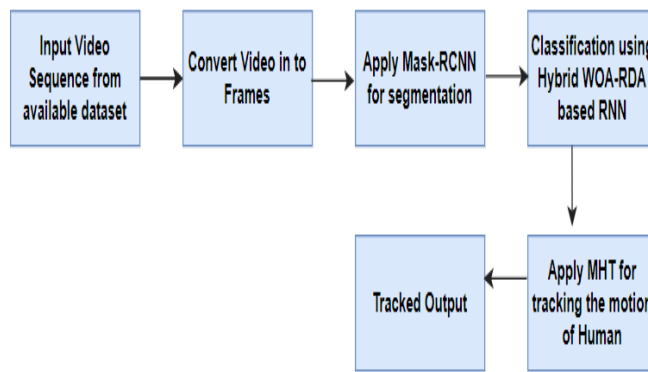 Input Video
Sequence from
available dataset
Convert Video in to
Frames
Apply Mask-RCNN
for segmentation
Classification using
Hybrid WOA-RDA
based RNN
Apply MHT for
tracking the motion
of Human
Tracked Output